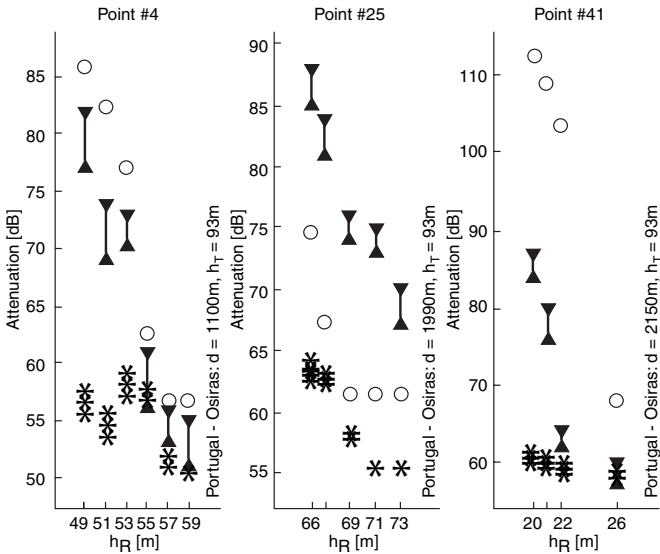 Point #4
Attenuation [dB]
85
80
75
70
65
60
55
50
49 51 53 55 57 59
h_R [m]
Portugal - Osiras: d = 1100m, h_T = 93m
Point #25
Attenuation [dB]
90
85
80
75
70
65
60
55
66 69 71 73
h_R [m]
Portugal - Osiras: d = 1990m, h_T = 93m
Point #41
Attenuation [dB]
110
100
90
80
70
60
20 22 26
h_R [m]
Portugal - Osiras: d = 2150m, h_T = 93m